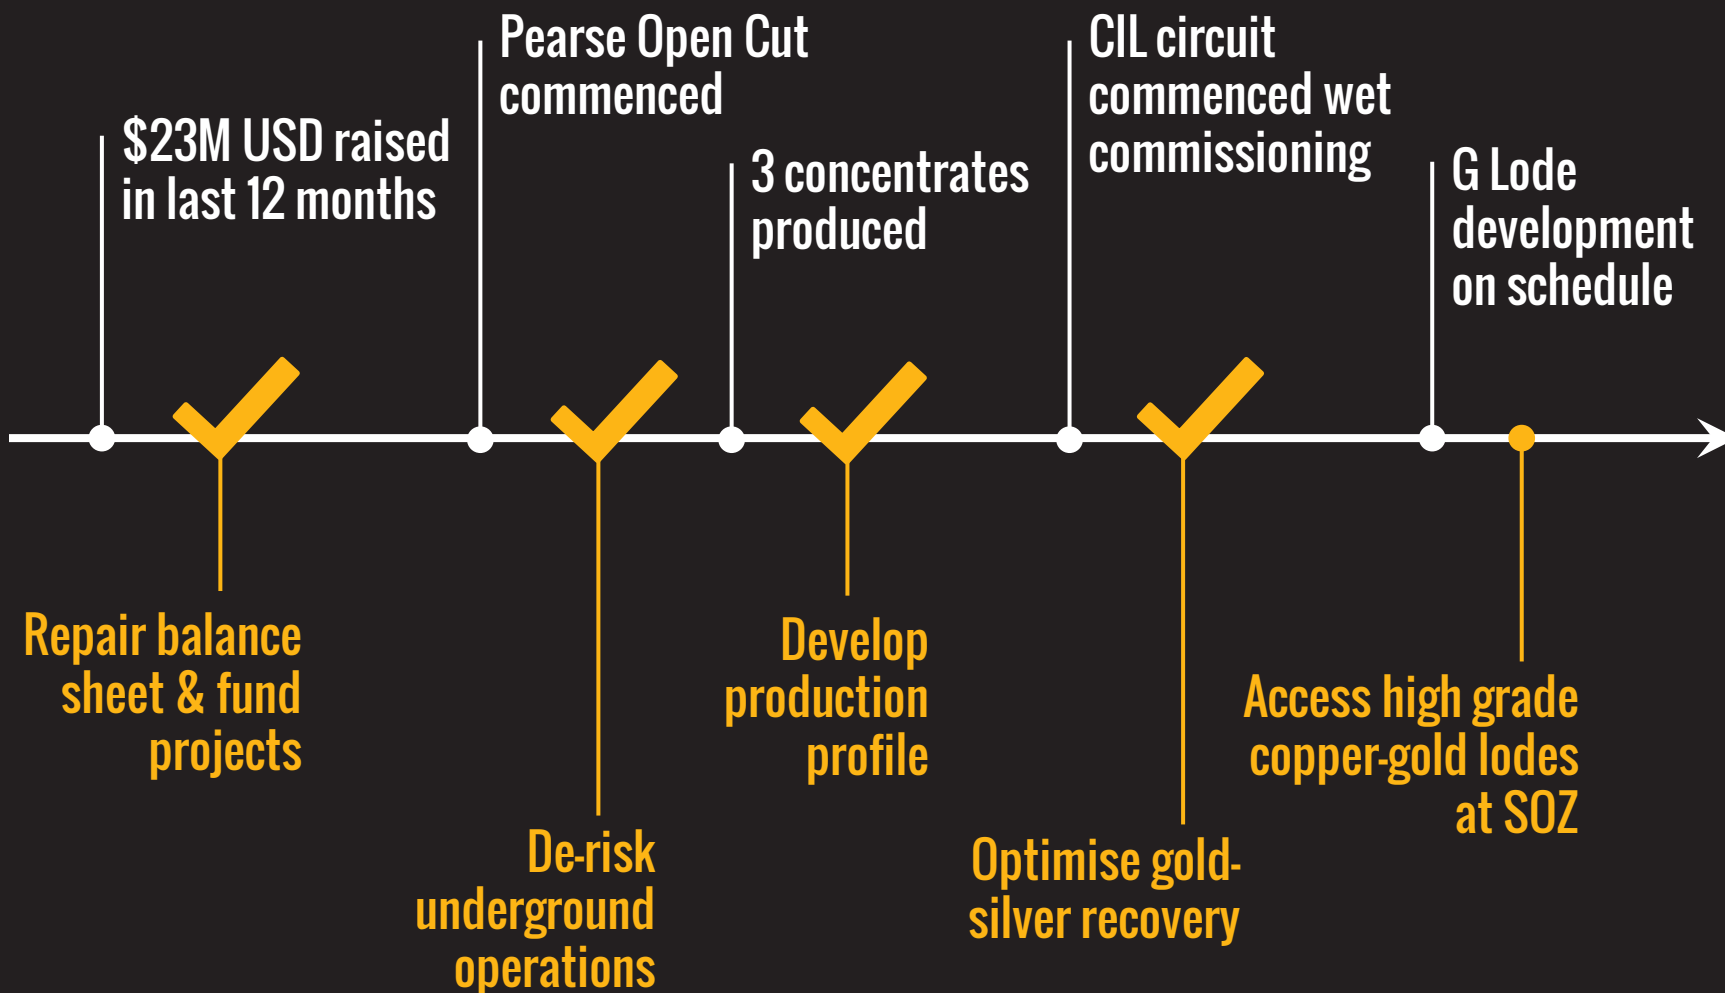 $23M USD raised
in last 12 months
Pearse Open Cut
commenced
3 concentrates
produced
CIL circuit
commenced wet
commissioning
G Lode
development
on schedule
Repair balance
sheet & fund
projects
De-risk
underground
operations
Develop
production
profile
Optimise gold-
silver recovery
Access high grade
copper-gold lodes
at SOZ